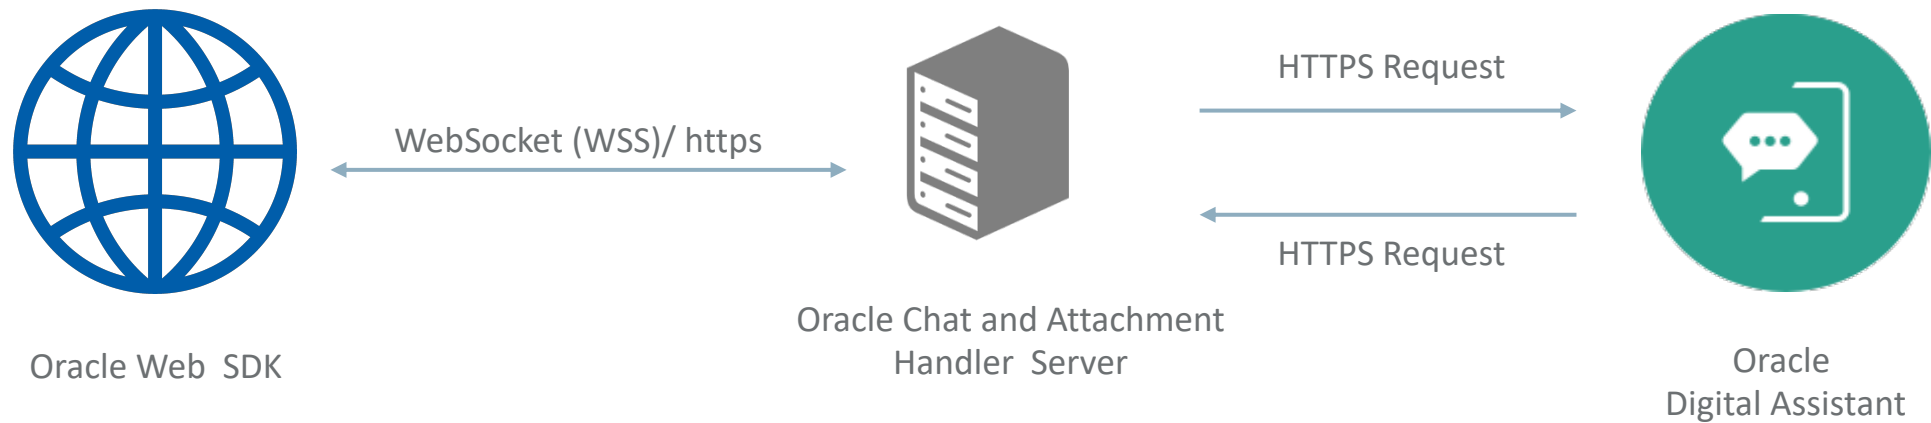 WebSocket (WSS)/ https
HTTPS Request
HTTPS Request
Oracle Web  SDK
Oracle Chat and Attachment
Handler  Server
Oracle
Digital Assistant